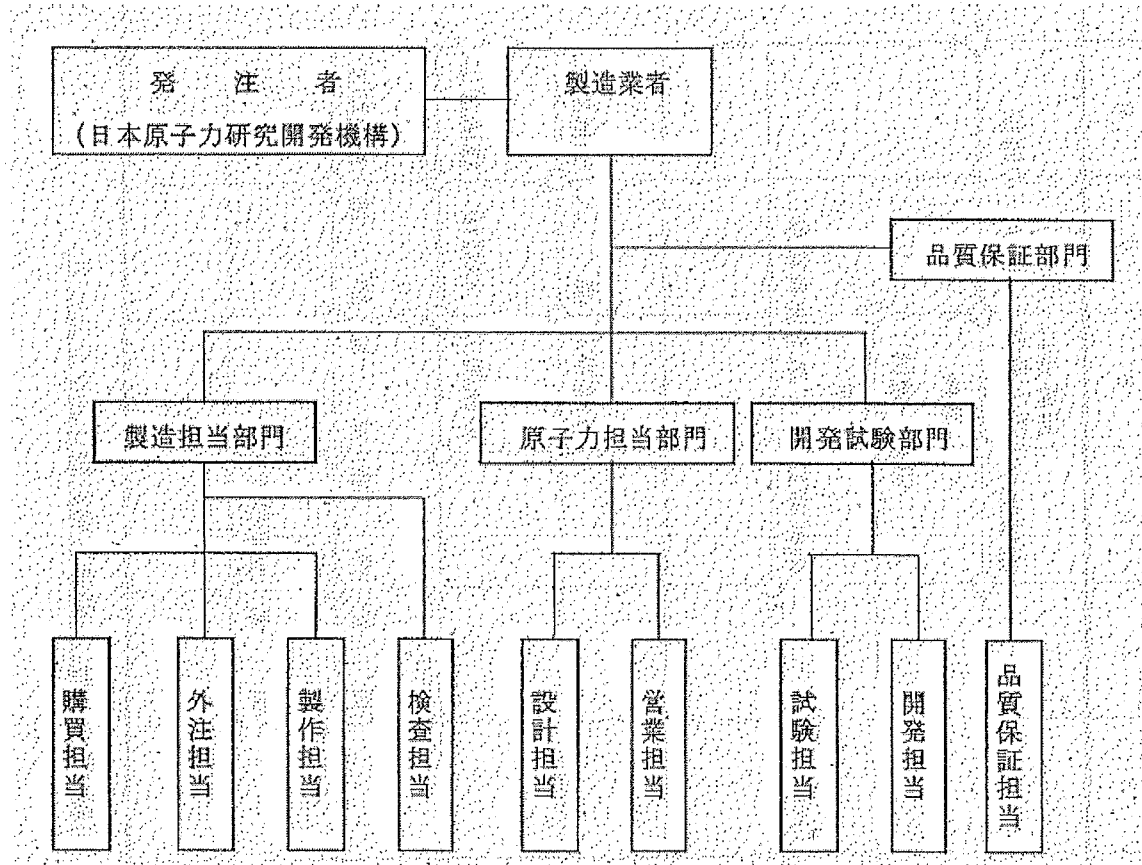 発注者
(日本原子力研究開発機構)
製造業者
品質保証部門
製造担当部門
原子力担当部門
開発試験部門
購買担当
外注担当
製作担当
検査担当
設計担当
営業担当
試験担当
開発担当
品質保証担当